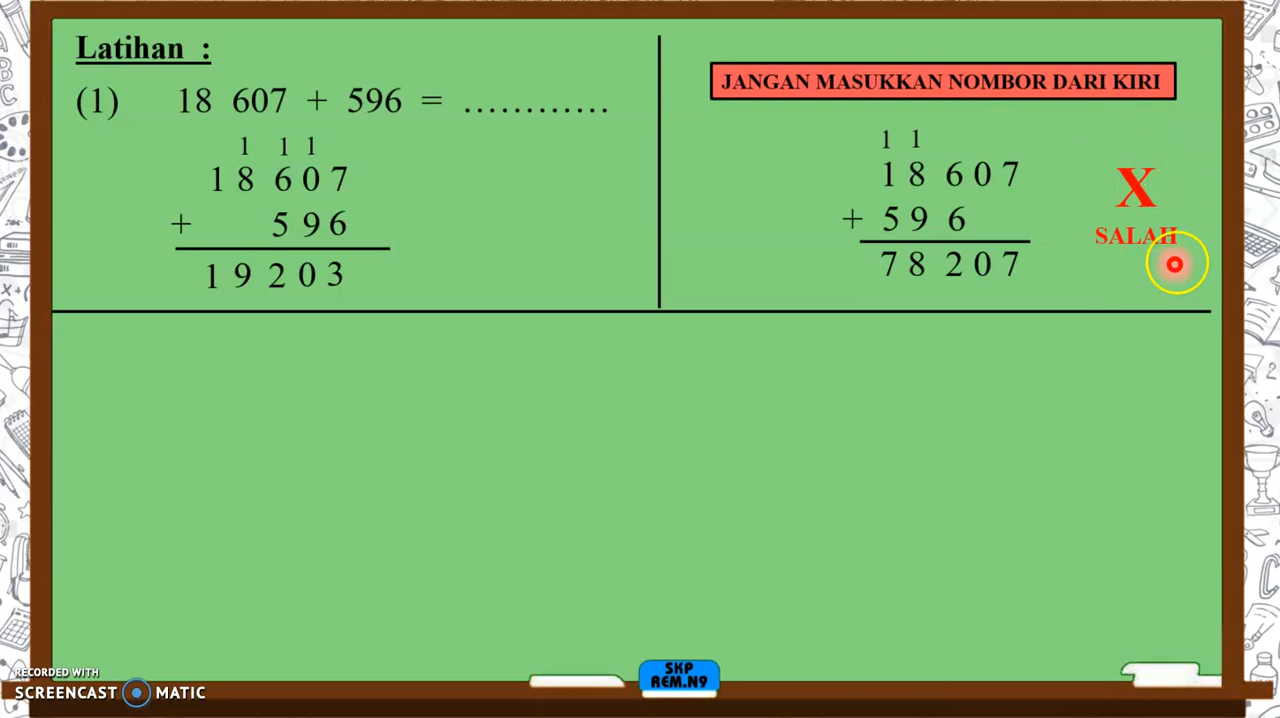 Latihan :
(1) 18 607 + 596 = …………
1 1 1
1 8 6 0 7
+ 5 9 6
1 9 2 0 3
JANGAN MASUKKAN NOMBOR DARI KIRI
1 1
1 8 6 0 7
+ 5 9 6
7 8 2 0 7
X
SALAH
SKP
REM.N9
RECORDED WITH
SCREENCAST MATIC